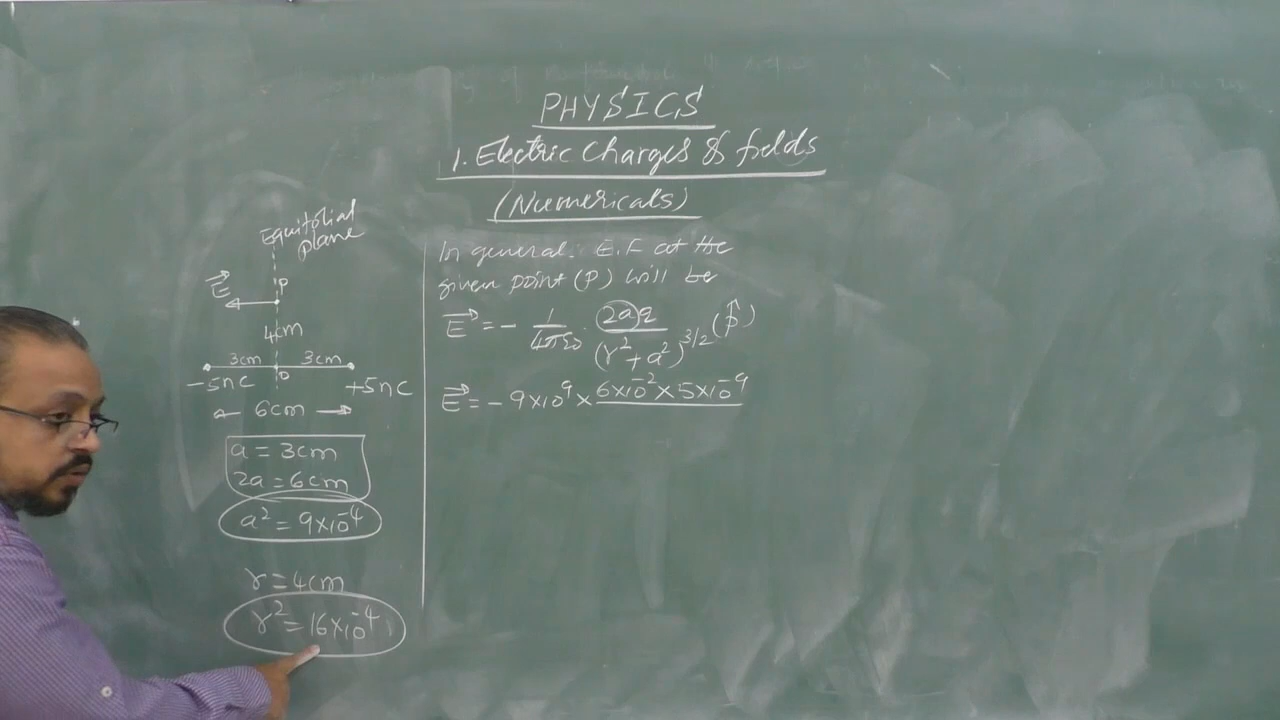 PHYSICS
1. Electric Charges & fields
(Numericals)
Equitorial
plane
E⃗
P
4cm
3cm 3cm
-5nc O +5nc
6cm
a = 3cm
2a = 6cm
a² = 9×10⁻⁴
r = 4cm
r² = 16×10⁻⁴
In general: E.F at the
given point (P) will be
E⃗ = - 1/4πε₀ · 2aq/(r²+a²)^3/2 (p̂)
E⃗ = - 9×10⁹ × 6×10⁻² × 5×10⁻⁹